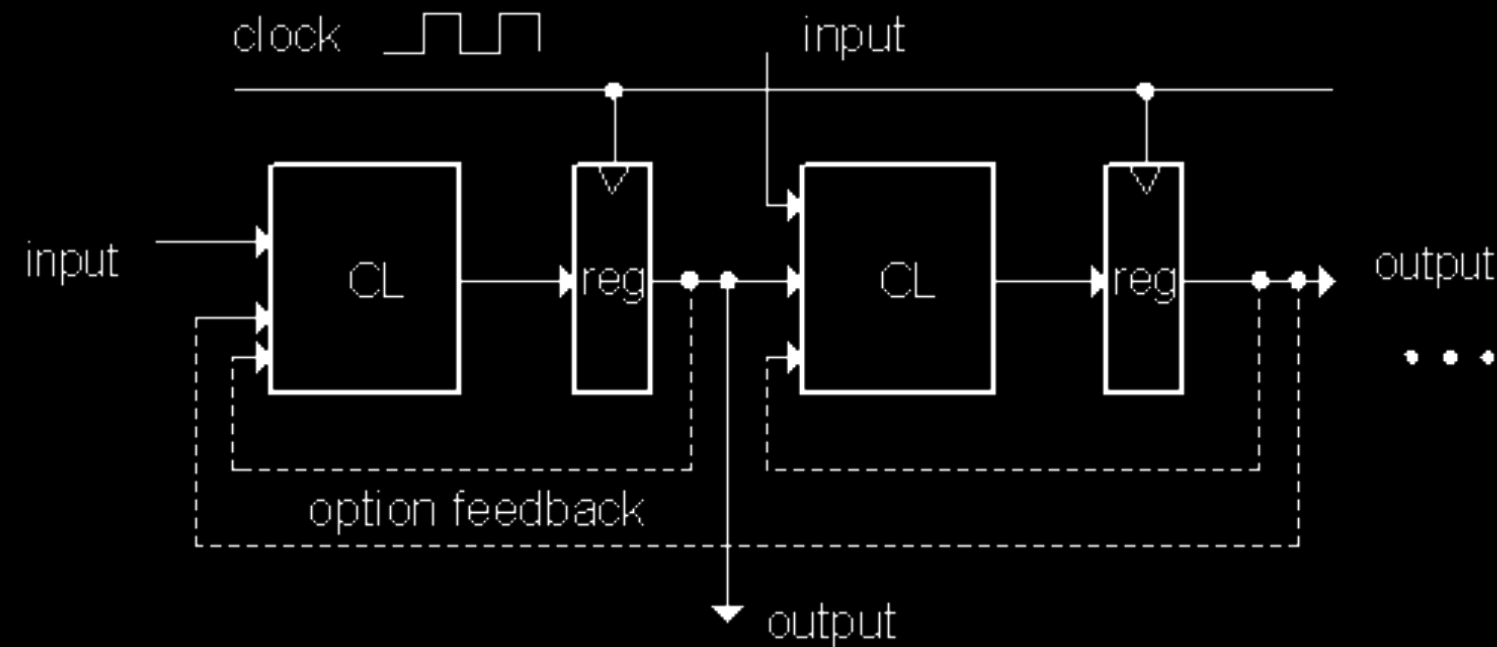 clock
input
input
CL
reg
CL
reg
output
option feedback
output